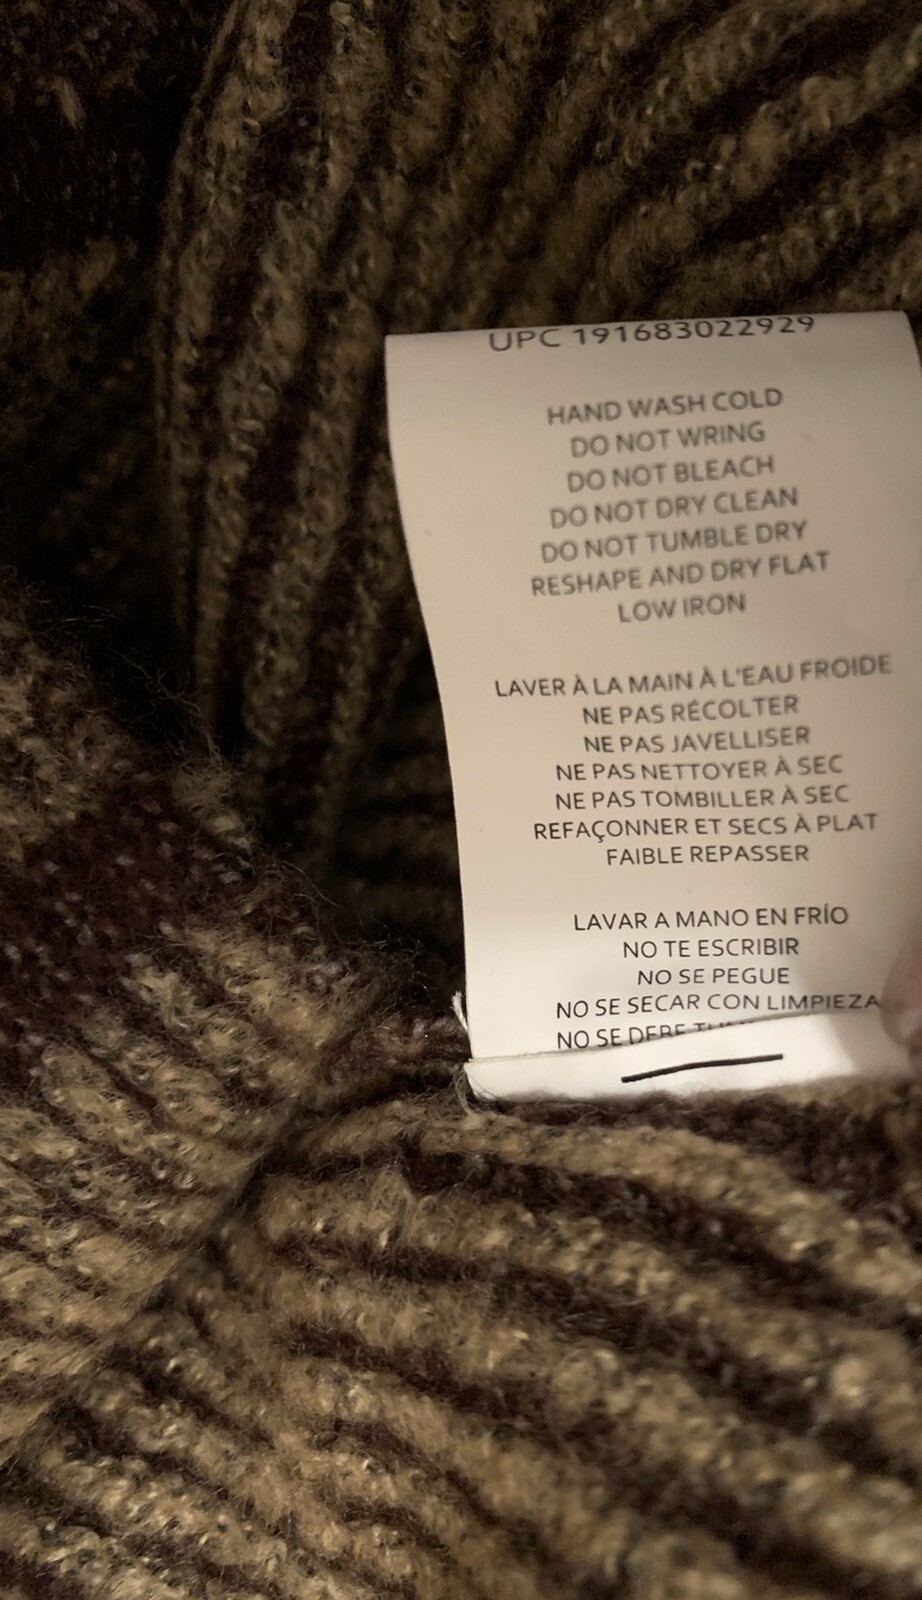 UPC 191683022929
HAND WASH COLD
DO NOT WRING
DO NOT BLEACH
DO NOT DRY CLEAN
DO NOT TUMBLE DRY
RESHAPE AND DRY FLAT
LOW IRON
LAVER À LA MAIN À L'EAU FROIDE
NE PAS RÉCOLTER
NE PAS JAVELLISER
NE PAS NETTOYER À SEC
NE PAS TOMBILLER À SEC
REFAÇONNER ET SECS À PLAT
FAIBLE REPASSER
LAVAR A MANO EN FRÍO
NO TE ESCRIBIR
NO SE PEGUE
NO SE SECAR CON LIMPIEZA
NO SE DEBE